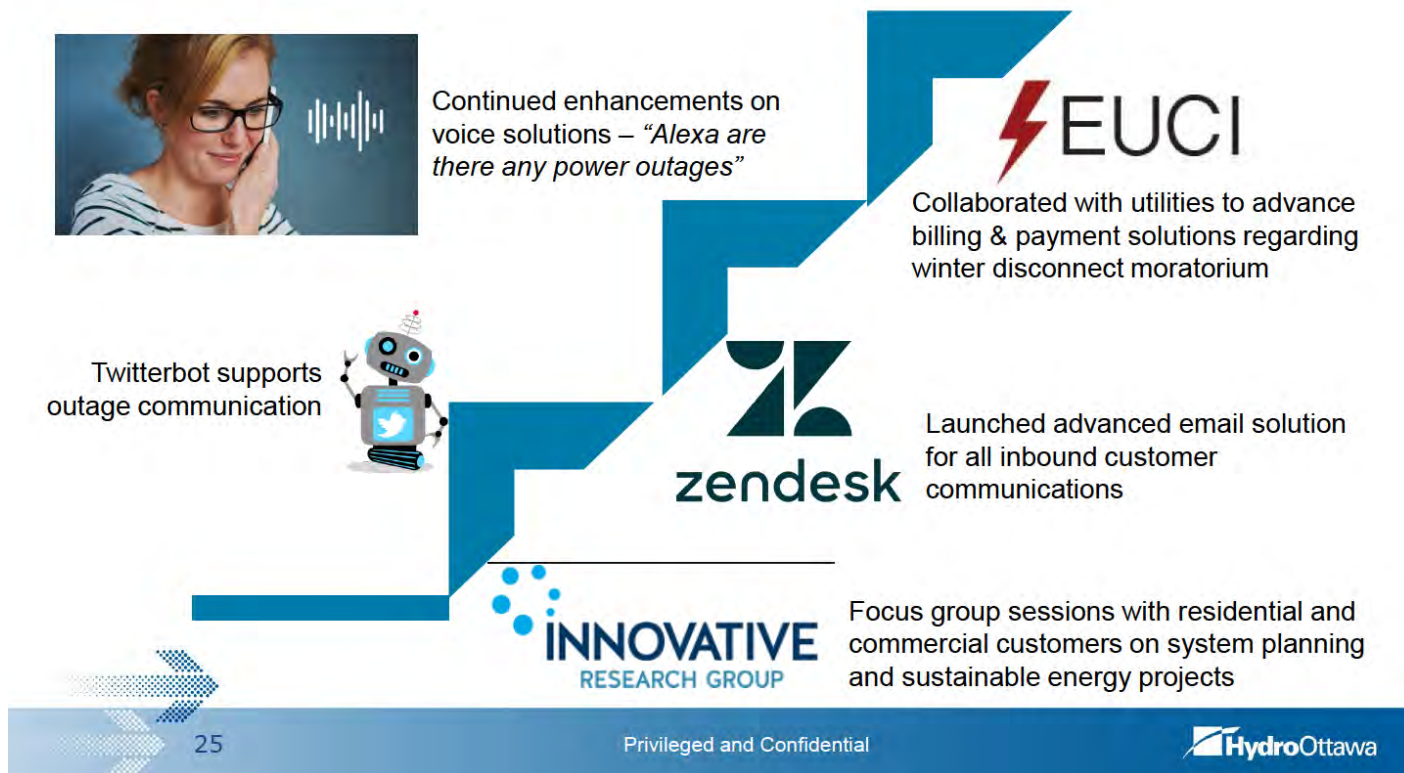 Continued enhancements on
voice solutions – “Alexa are
there any power outages”
EUCI
Collaborated with utilities to advance
billing & payment solutions regarding
winter disconnect moratorium
Twitterbot supports
outage communication
zendesk
Launched advanced email solution
for all inbound customer
communications
INNOVATIVE
RESEARCH GROUP
Focus group sessions with residential and
commercial customers on system planning
and sustainable energy projects
25
Privileged and Confidential
HydroOttawa